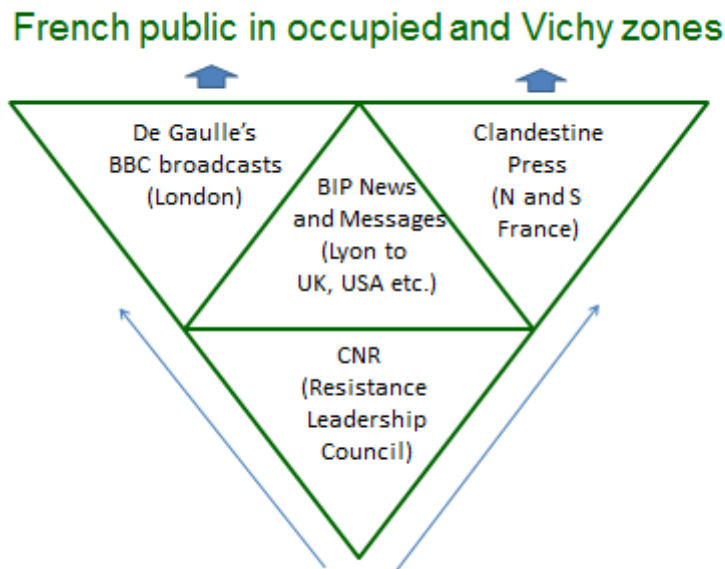 French public in occupied and Vichy zones
De Gaulle's
BBC broadcasts
(London)
Clandestine
Press
(N and S
France)
BIP News
and Messages
(Lyon to
UK, USA etc.)
CNR
(Resistance
Leadership
Council)